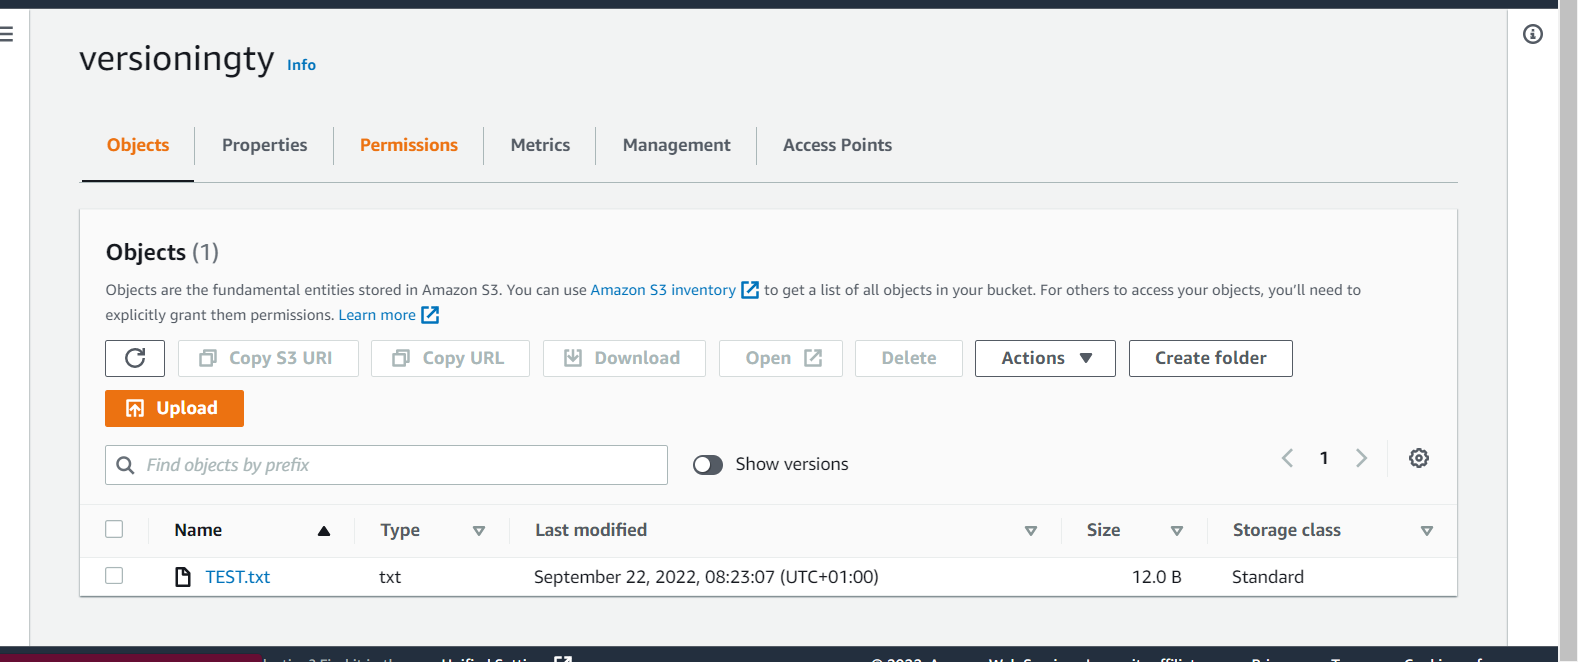 versioningty Info
Objects Properties Permissions Metrics Management Access Points
Objects (1)
Objects are the fundamental entities stored in Amazon S3. You can use Amazon S3 inventory to get a list of all objects in your bucket. For others to access your objects, you’ll need to
explicitly grant them permissions. Learn more
Copy S3 URI Copy URL Download Open Delete Actions Create folder
Upload
Find objects by prefix Show versions 1
Name Type Last modified Size Storage class
TEST.txt txt September 22, 2022, 08:23:07 (UTC+01:00) 12.0 B Standard